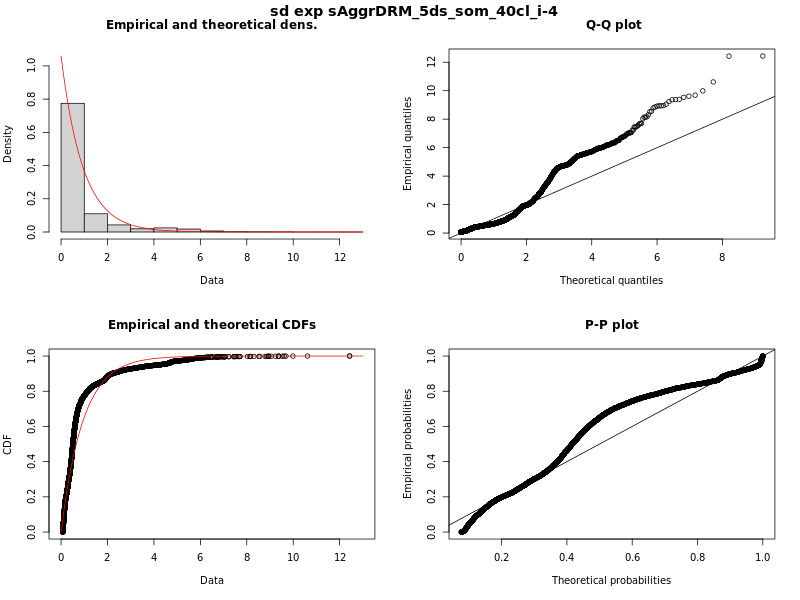 sd exp sAggrDRM_5ds_som_40cl_i-4
Empirical and theoretical dens.
Density
0.0 0.2 0.4 0.6 0.8 1.0
0 2 4 6 8 10 12
Data
Q-Q plot
Empirical quantiles
0 2 4 6 8 10 12
0 2 4 6 8
Theoretical quantiles
Empirical and theoretical CDFs
CDF
0.0 0.2 0.4 0.6 0.8 1.0
0 2 4 6 8 10 12
Data
P-P plot
Empirical probabilities
0.0 0.2 0.4 0.6 0.8 1.0
0.2 0.4 0.6 0.8 1.0
Theoretical probabilities